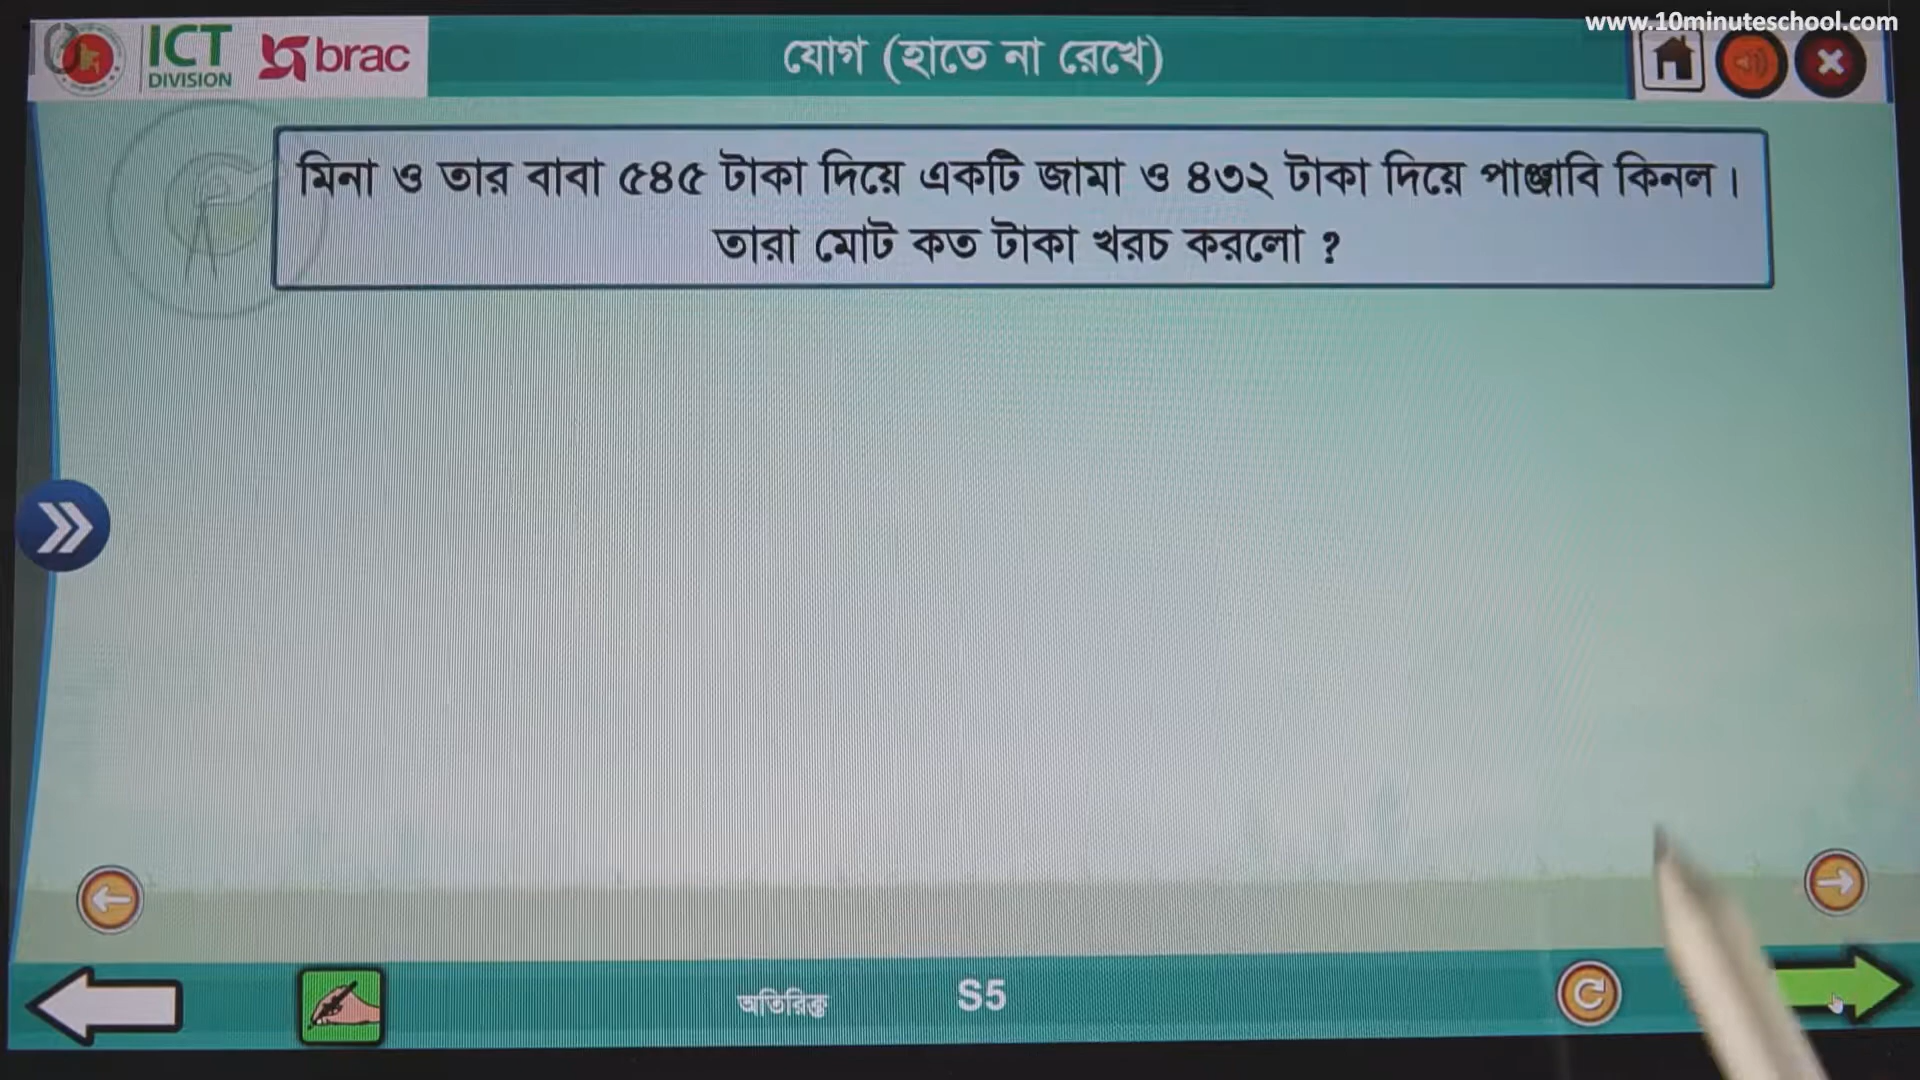 www.10minuteschool.com
ICT
DIVISION
brac
যোগ (হাতে না রেখে)
মিনা ও তার বাবা ৫৪৫ টাকা দিয়ে একটি জামা ও ৪৩২ টাকা দিয়ে পাঞ্জাবি কিনল।
তারা মোট কত টাকা খরচ করলো ?
অতিরিক্ত
S5